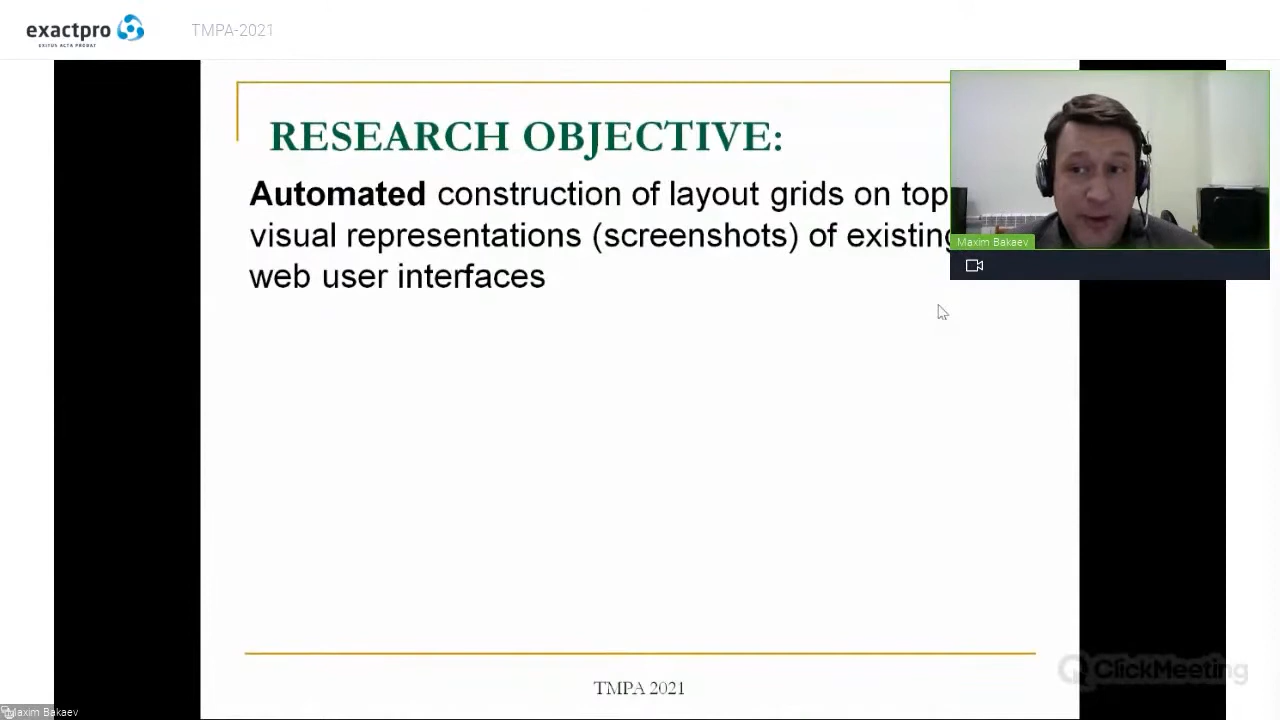 exactpro
EXITUS ACTA PROBAT
TMPA-2021
RESEARCH OBJECTIVE:
Automated construction of layout grids on top
visual representations (screenshots) of existing
web user interfaces
Maxim Bakaev
TMPA 2021
ClickMeeting
Maxim Bakaev